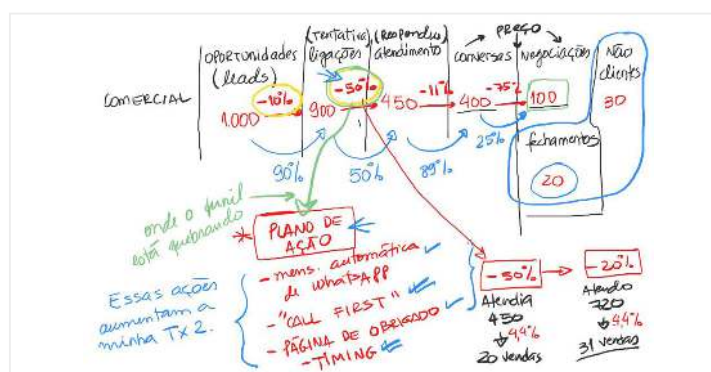 COMERCIAL
OPORTUNIDADES
(leads)
-10%
1.000
(Tentativa)
ligações
-50%
900
(Respondeu)
atendimento
450
-11%
PREÇO
conversas
400
-75%
Negociações
100
NÃO
clientes
30
fechamentos
20
90%
50%
89%
25%
onde o funil
está quebrando
PLANO DE
AÇÃO
- mens. automática
de WhatsAPP
- "CALL FIRST"
- PÁGINA DE OBRIGADO
- TIMING
Essas ações
aumentam a
minha TX 2.
-50%
Atendia
450
4,4%
20 vendas
-20%
Atendo
720
4,4%
31 vendas